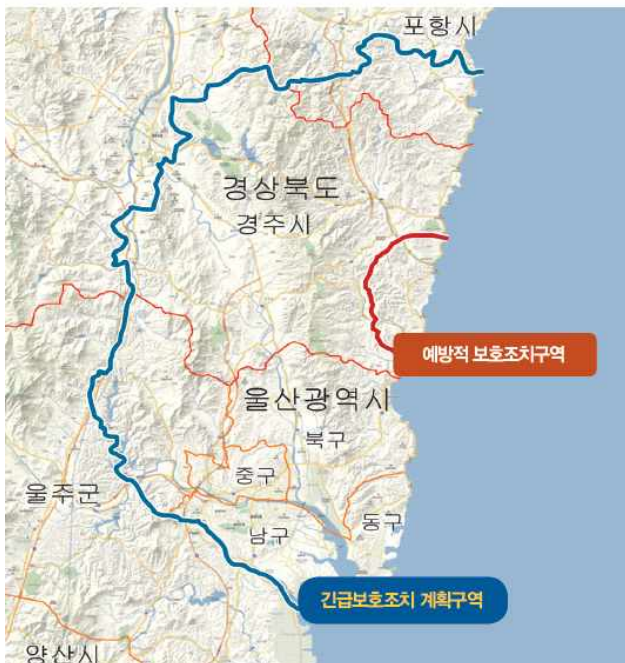 포항시
경상북도
경주시
예방적 보호조치구역
울산광역시
북구
중구
울주군
동구
남구
긴급보호조치 계획구역
양산시